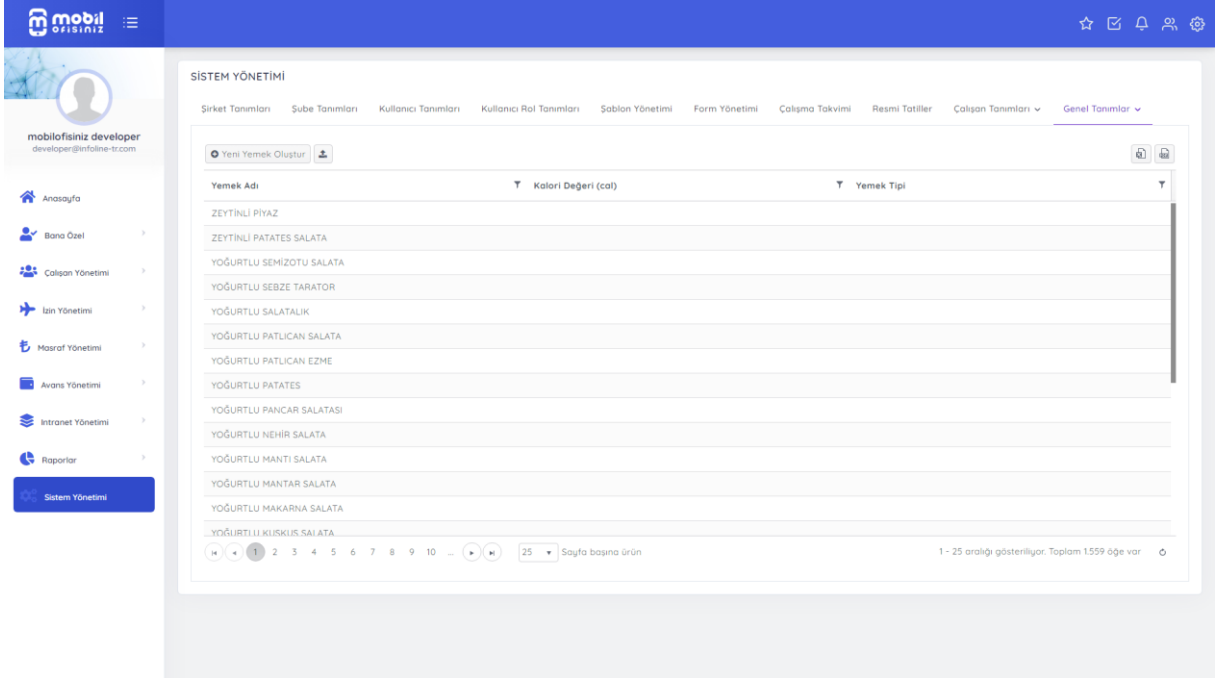 mobil
OFİSİNİZ
mobilofisiniz developer
developer@infoline-tr.com
Anasayfa
Bana Özel
Çalışan Yönetimi
İzin Yönetimi
Masraf Yönetimi
Avans Yönetimi
Intranet Yönetimi
Raporlar
Sistem Yönetimi
SİSTEM YÖNETİMİ
Şirket Tanımları Şube Tanımları Kullanıcı Tanımları Kullanıcı Rol Tanımları Şablon Yönetimi Form Yönetimi Çalışma Takvimi Resmi Tatiller Çalışan Tanımları Genel Tanımlar
Yeni Yemek Oluştur
Yemek Adı Kalori Değeri (cal) Yemek Tipi
ZEYTİNLİ PİYAZ
ZEYTİNLİ PATATES SALATA
YOĞURTLU SEMİZOTU SALATA
YOĞURTLU SEBZE TARATOR
YOĞURTLU SALATALIK
YOĞURTLU PATLICAN SALATA
YOĞURTLU PATLICAN EZME
YOĞURTLU PATATES
YOĞURTLU PANCAR SALATASI
YOĞURTLU NEHİR SALATA
YOĞURTLU MANTI SALATA
YOĞURTLU MANTAR SALATA
YOĞURTLU MAKARNA SALATA
YOĞURTLU KUSKUS SALATA
1 2 3 4 5 6 7 8 9 10 ... 25 Sayfa başına ürün 1 - 25 aralığı gösteriliyor. Toplam 1.559 öğe var